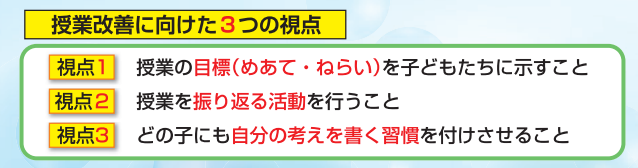 授業改善に向けた3つの視点
視点1 授業の目標(めあて・ねらい)を子どもたちに示すこと
視点2 授業を振り返る活動を行うこと
視点3 どの子にも自分の考えを書く習慣を付けさせること